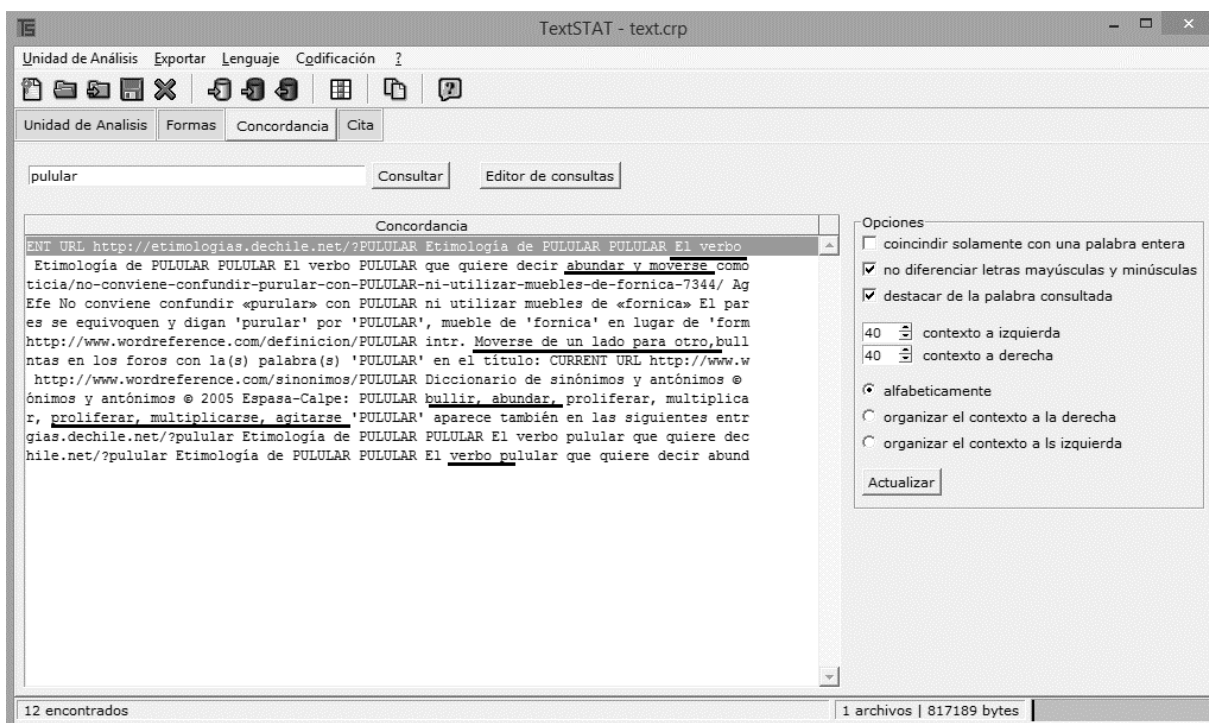 TS TextSTAT - text.crp
Unidad de Análisis Exportar Lenguaje Codificación ?
Unidad de Analisis Formas Concordancia Cita
pulular Consultar Editor de consultas
Concordancia
ENT URL http://etimologias.dechile.net/?PULULAR Etimología de PULULAR PULULAR El verbo
Etimología de PULULAR PULULAR El verbo PULULAR que quiere decir abundar y moverse como
ticia/no-conviene-confundir-purular-con-PULULAR-ni-utilizar-muebles-de-fornica-7344/ Ag
Efe No conviene confundir «purular» con PULULAR ni utilizar muebles de «fornica» El par
es se equivoquen y digan 'purular' por 'PULULAR', mueble de 'fornica' en lugar de 'form
http://www.wordreference.com/definicion/PULULAR intr. Moverse de un lado para otro,bull
ntas en los foros con la(s) palabra(s) 'PULULAR' en el título: CURRENT URL http://www.w
http://www.wordreference.com/sinonimos/PULULAR Diccionario de sinónimos y antónimos ©
ónimos y antónimos © 2005 Espasa-Calpe: PULULAR bullir, abundar, proliferar, multiplica
r, proliferar, multiplicarse, agitarse 'PULULAR' aparece también en las siguientes entr
gias.dechile.net/?pulular Etimología de PULULAR PULULAR El verbo pulular que quiere dec
hile.net/?pulular Etimología de PULULAR PULULAR El verbo pulular que quiere decir abund
Opciones
coincidir solamente con una palabra entera
no diferenciar letras mayúsculas y minúsculas
destacar de la palabra consultada
40 contexto a izquierda
40 contexto a derecha
alfabeticamente
organizar el contexto a la derecha
organizar el contexto a ls izquierda
Actualizar
12 encontrados
1 archivos | 817189 bytes